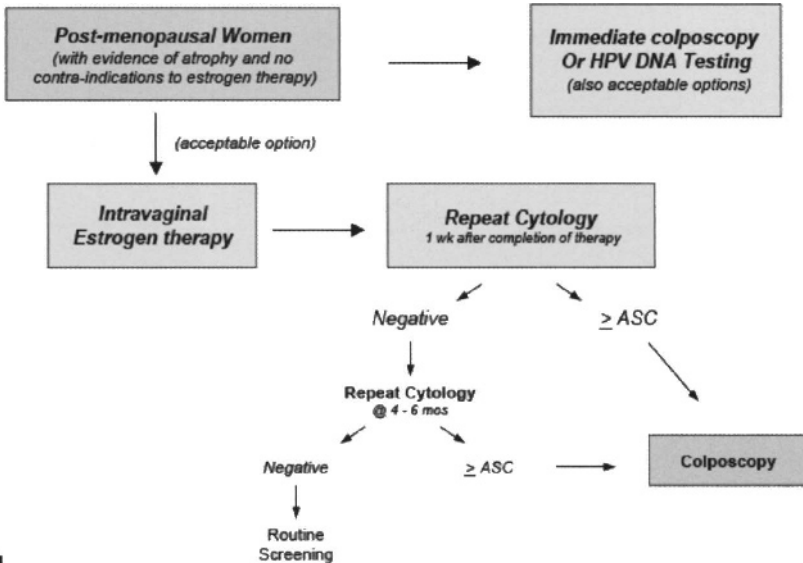 Post-menopausal Women
(with evidence of atrophy and no
contra-indications to estrogen therapy)
Immediate colposcopy
Or HPV DNA Testing
(also acceptable options)
(acceptable option)
Intravaginal
Estrogen therapy
Repeat Cytology
1 wk after completion of therapy
Negative
≥ ASC
Repeat Cytology
@ 4 - 6 mos
Negative
≥ ASC
Colposcopy
Routine
Screening